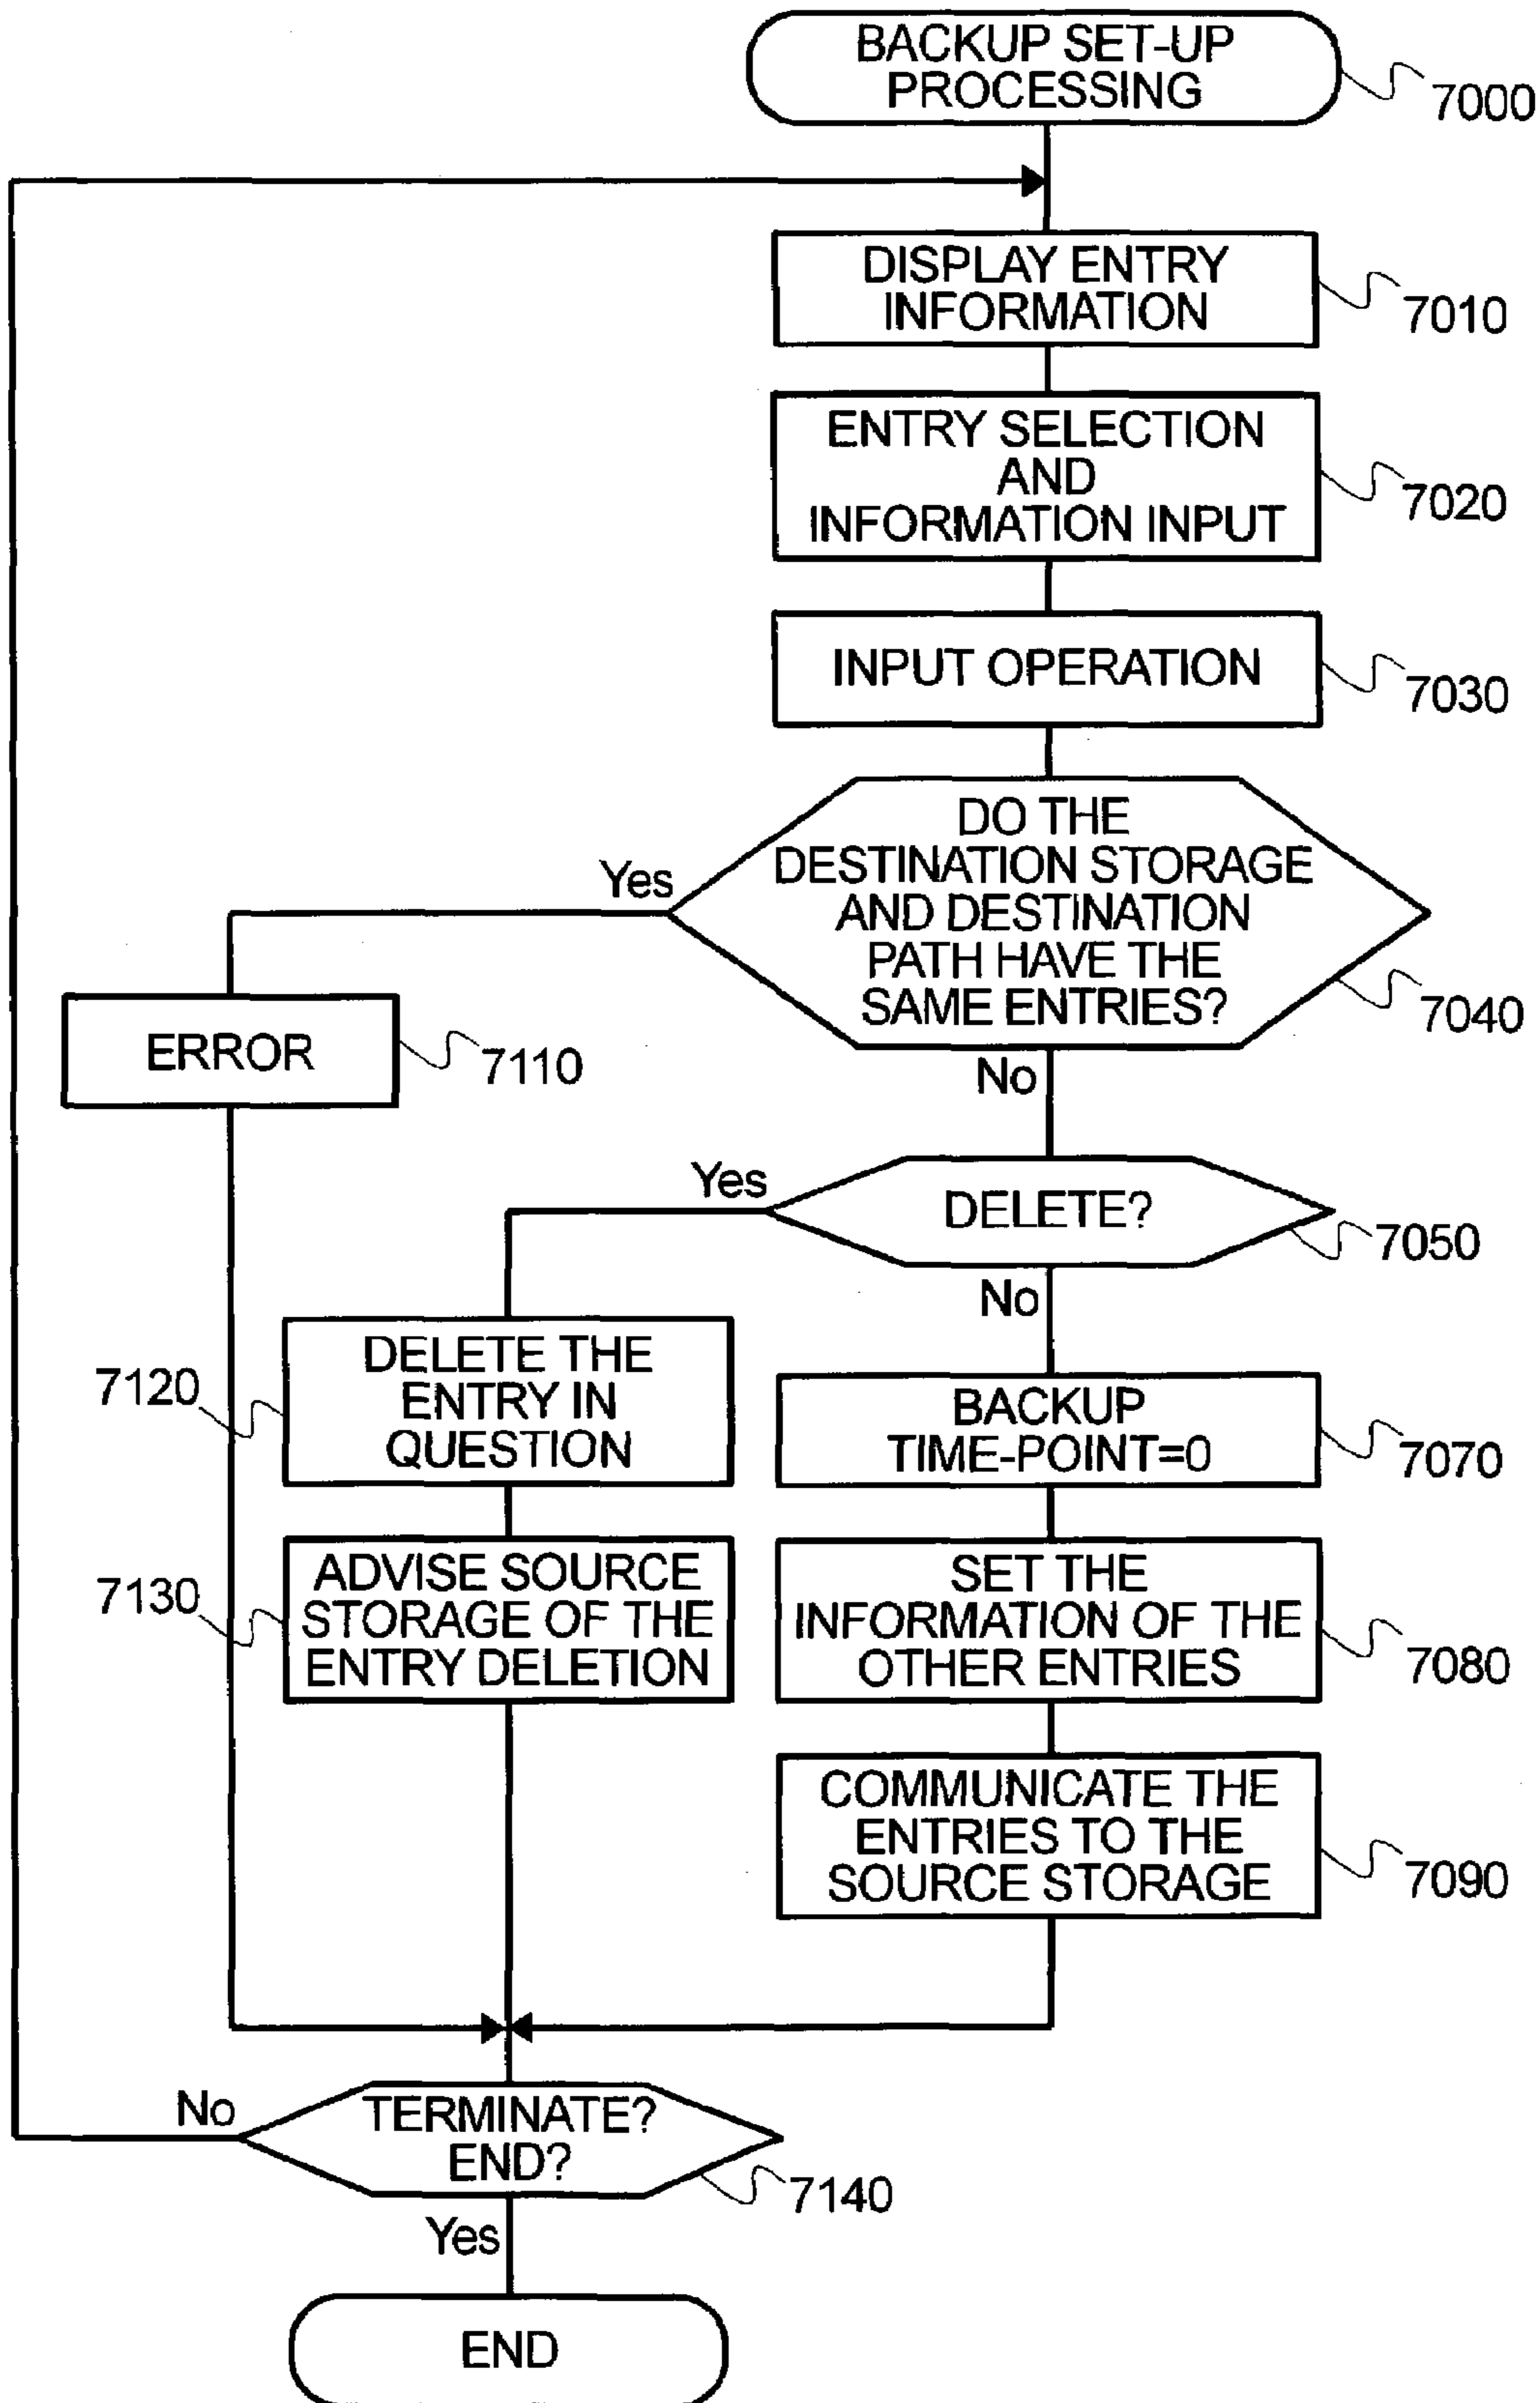 BACKUP SET-UP
PROCESSING
7000
DISPLAY ENTRY
INFORMATION
7010
ENTRY SELECTION
AND
INFORMATION INPUT
7020
INPUT OPERATION
7030
DO THE
DESTINATION STORAGE
AND DESTINATION
PATH HAVE THE
SAME ENTRIES?
7040
Yes
No
ERROR
7110
DELETE?
7050
Yes
No
DELETE THE
ENTRY IN
QUESTION
7120
BACKUP
TIME-POINT=0
7070
ADVISE SOURCE
STORAGE OF THE
ENTRY DELETION
7130
SET THE
INFORMATION OF THE
OTHER ENTRIES
7080
COMMUNICATE THE
ENTRIES TO THE
SOURCE STORAGE
7090
TERMINATE?
END?
7140
No
Yes
END